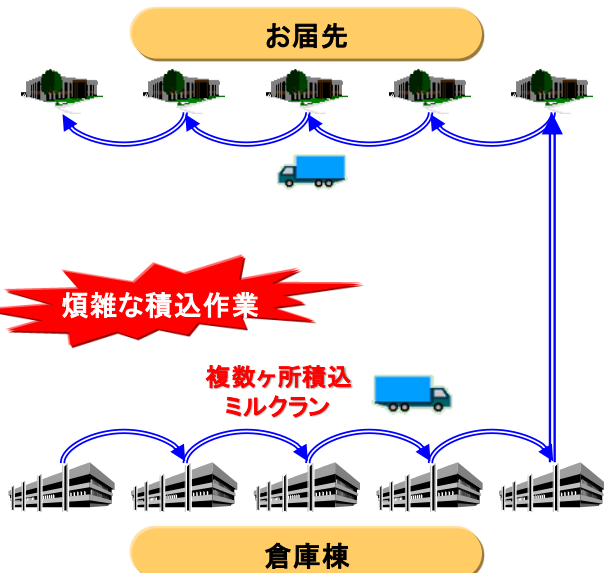 お届先
煩雑な積込作業
複数ヶ所積込
ミルクラン
倉庫棟